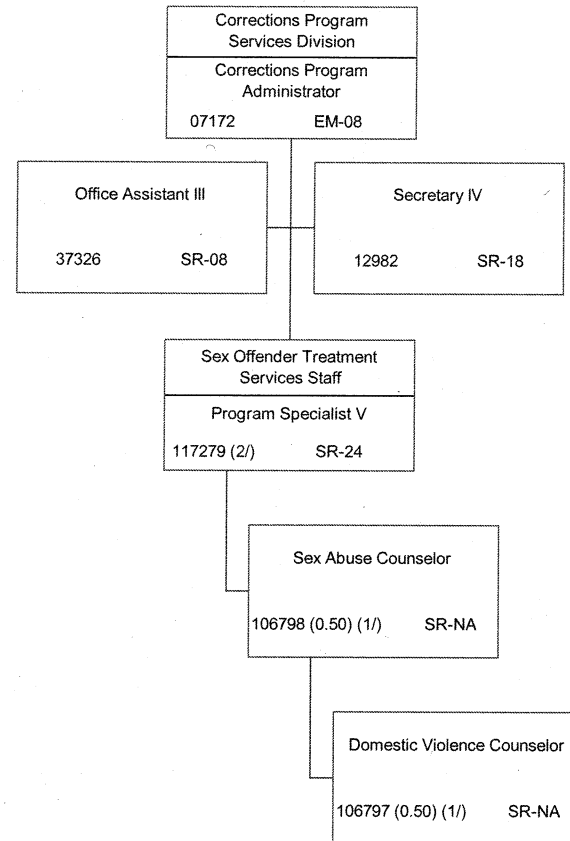 Corrections Program
Services Division
Corrections Program
Administrator
07172 EM-08
Office Assistant III
37326 SR-08
Secretary IV
12982 SR-18
Sex Offender Treatment
Services Staff
Program Specialist V
117279 (2/) SR-24
Sex Abuse Counselor
106798 (0.50) (1/) SR-NA
Domestic Violence Counselor
106797 (0.50) (1/) SR-NA